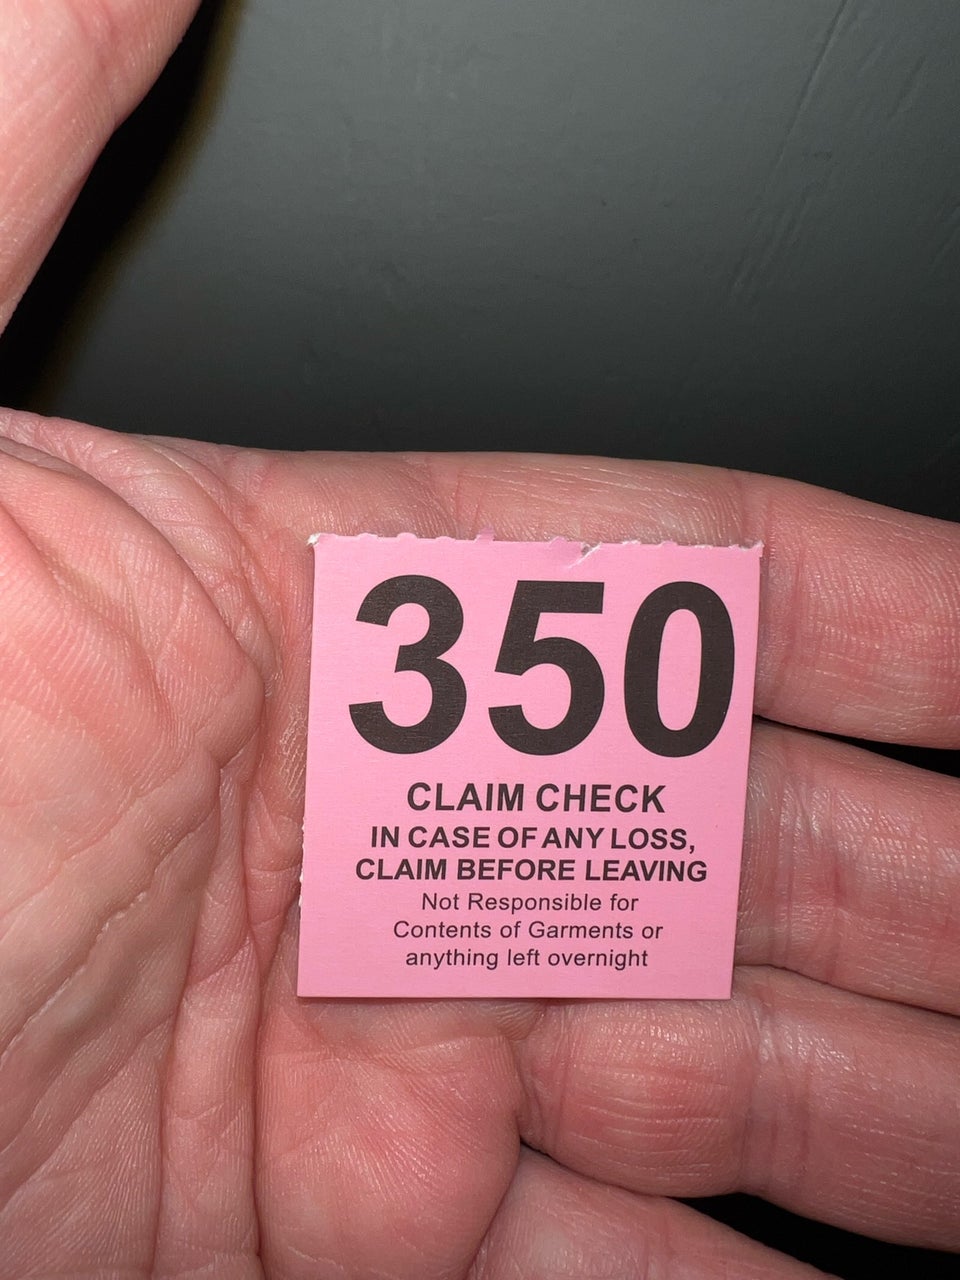 350
CLAIM CHECK
IN CASE OF ANY LOSS,
CLAIM BEFORE LEAVING
Not Responsible for
Contents of Garments or
anything left overnight